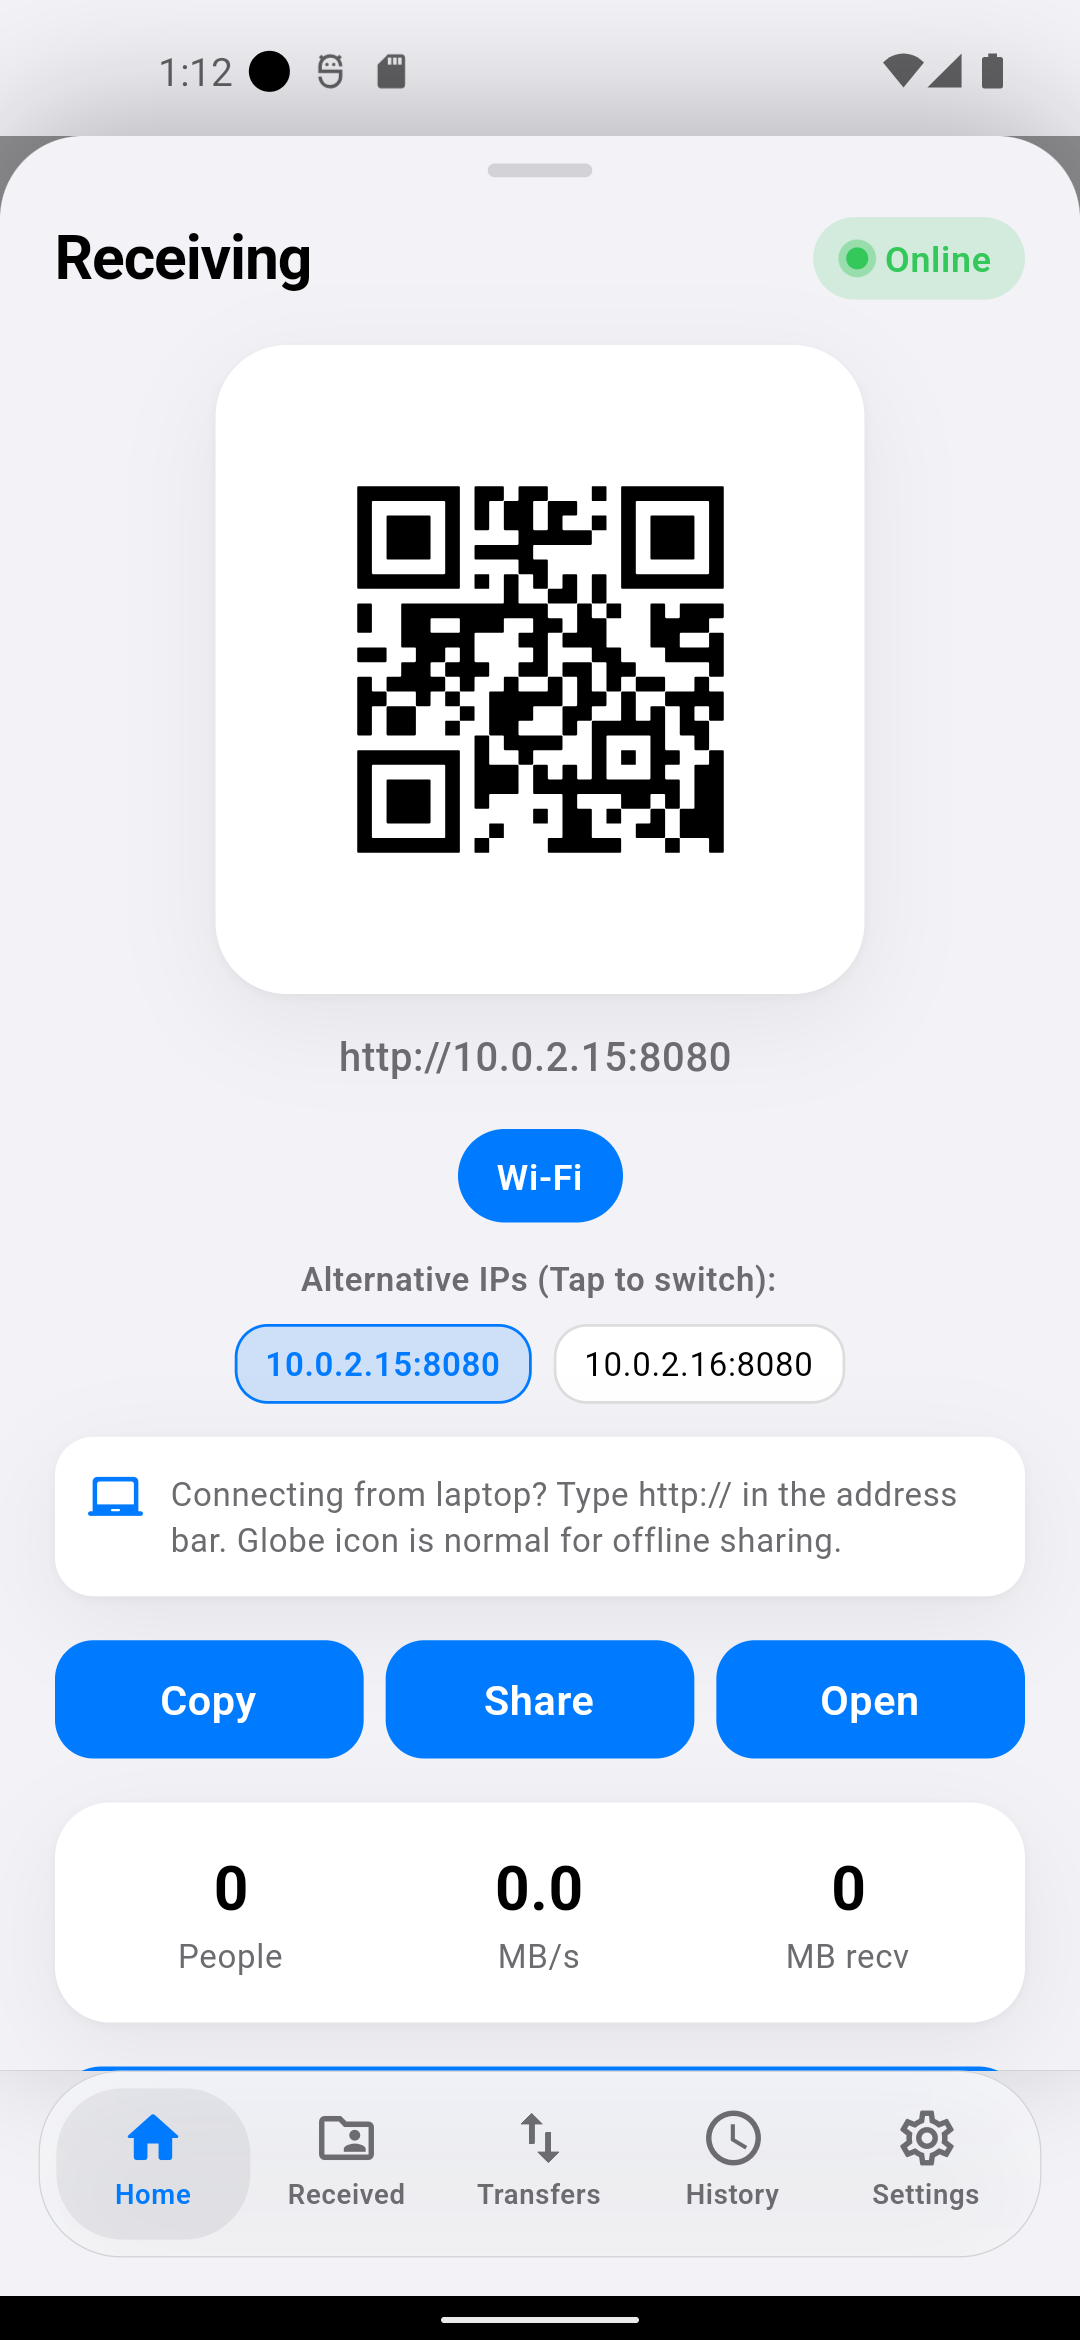 1:12
Receiving
Online
http://10.0.2.15:8080
Wi-Fi
Alternative IPs (Tap to switch):
10.0.2.15:8080
10.0.2.16:8080
Connecting from laptop? Type http:// in the address
bar. Globe icon is normal for offline sharing.
Copy
Share
Open
0
People
0.0
MB/s
0
MB recv
Home
Received
Transfers
History
Settings